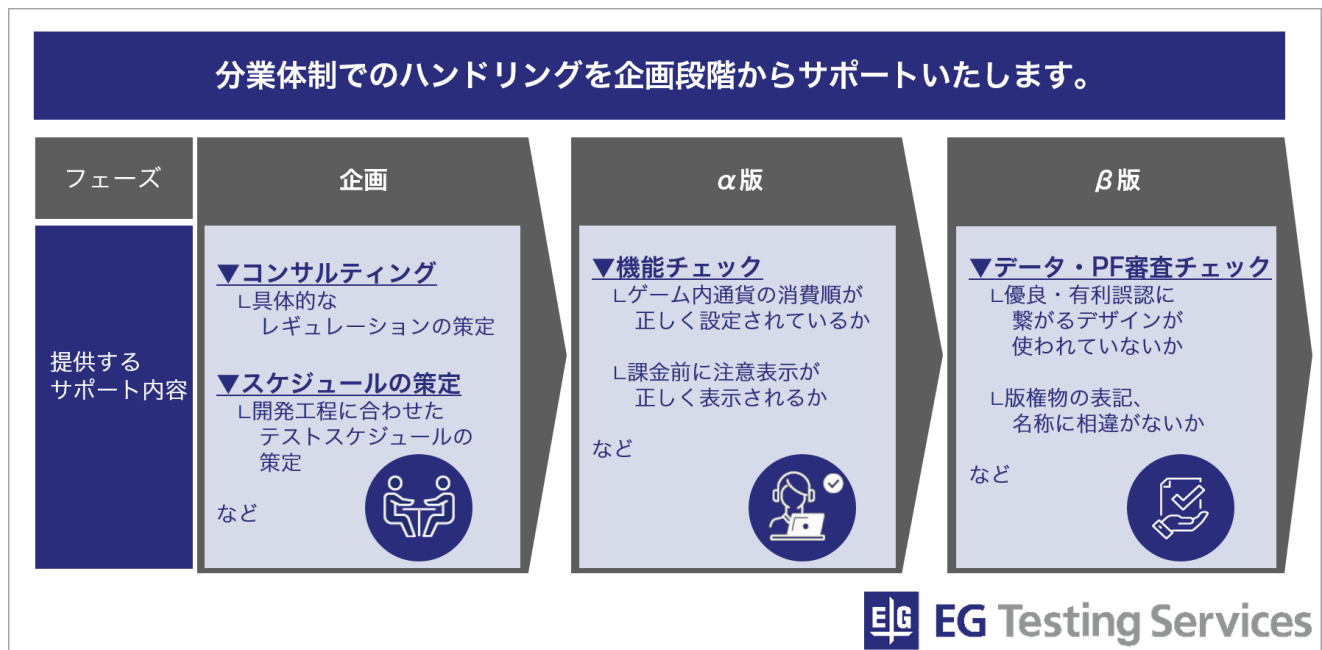 分業体制でのハンドリングを企画段階からサポートいたします。
フェーズ
企画
α版
β版
提供する
サポート内容
▼コンサルティング
∟具体的な
レギュレーションの策定
▼スケジュールの策定
∟開発工程に合わせた
テストスケジュールの
策定
など
▼機能チェック
∟ゲーム内通貨の消費順が
正しく設定されているか
∟課金前に注意表示が
正しく表示されるか
など
▼データ・PF審査チェック
∟優良・有利誤認に
繋がるデザインが
使われていないか
∟版権物の表記、
名称に相違がないか
など
EG EG Testing Services